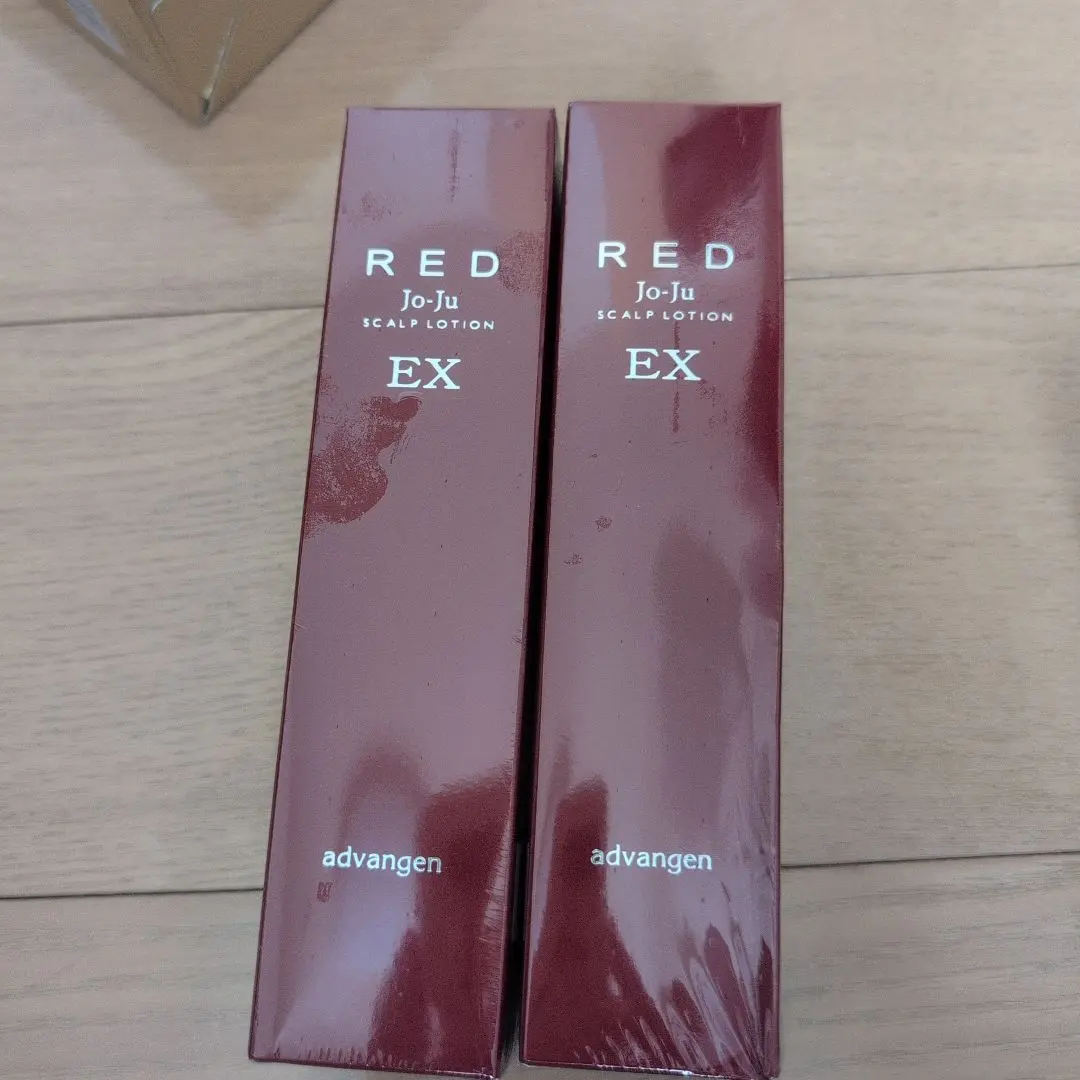 RED
Jo-Ju
SCALP LOTION
EX
advangen
RED
Jo-Ju
SCALP LOTION
EX
advangen